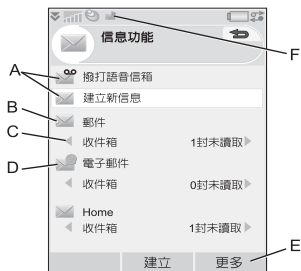 信息功能
F
A
撥打語音信箱
建立新信息
B
郵件
C
收件箱 1封未讀取
D
電子郵件
收件箱 0封未讀取
Home
收件箱 1封未讀取
E
建立 更多